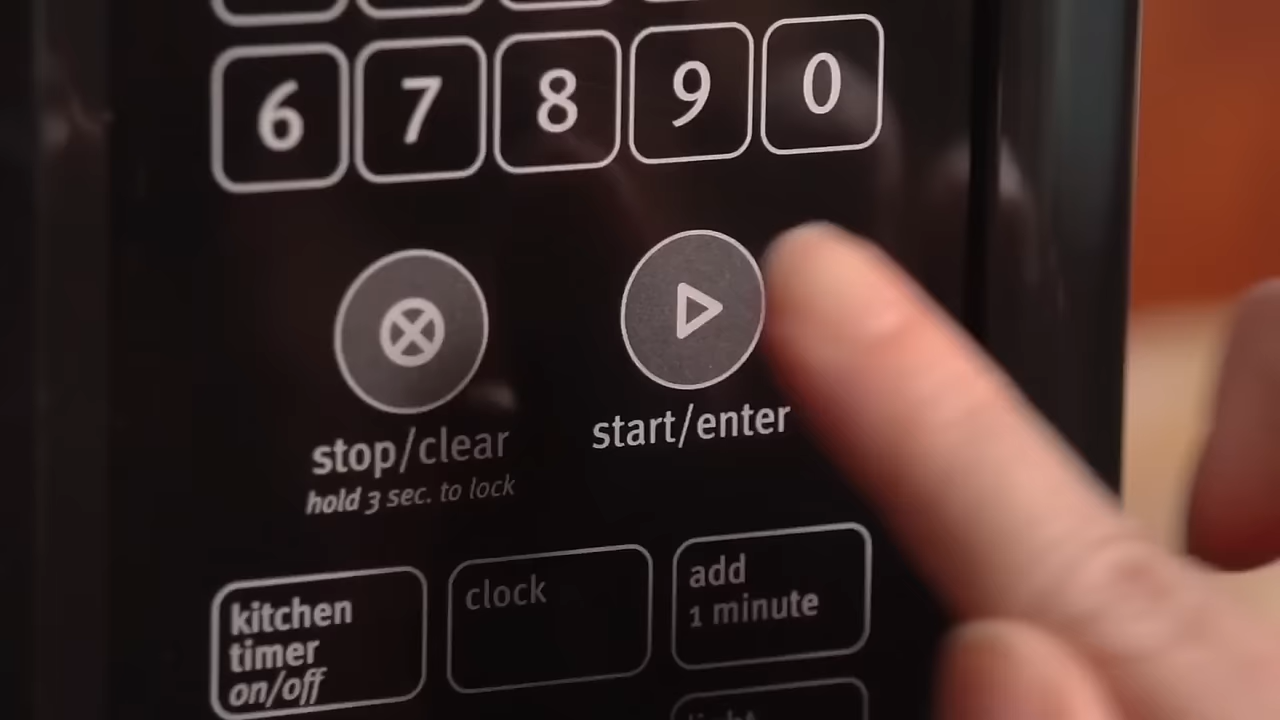 6 7 8 9 0
stop/clear
hold 3 sec. to lock
start/enter
kitchen
timer
on/off
clock
add
1 minute